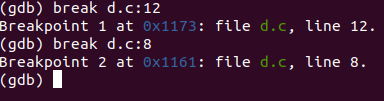 (gdb) break d.c:12
Breakpoint 1 at 0x1173: file d.c, line 12.
(gdb) break d.c:8
Breakpoint 2 at 0x1161: file d.c, line 8.
(gdb)